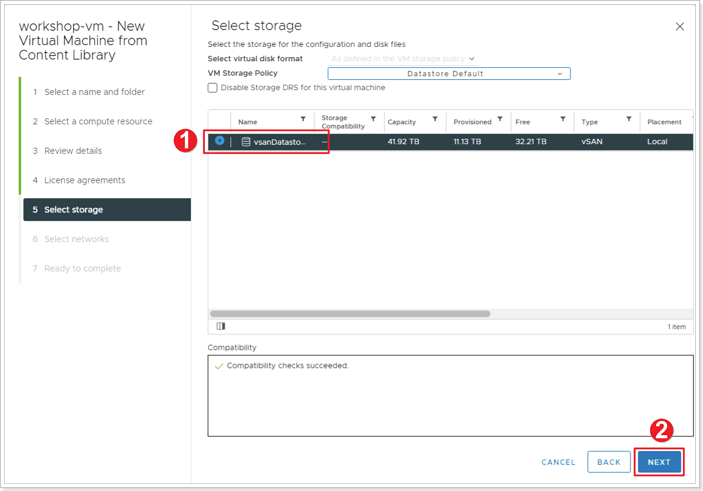 workshop-vm - New
Virtual Machine from
Content Library
1 Select a name and folder
2 Select a compute resource
3 Review details
4 License agreements
5 Select storage
6 Select networks
7 Ready to complete
Select storage
Select the storage for the configuration and disk files
Select virtual disk format As defined in the VM storage policy
VM Storage Policy Datastore Default
Disable Storage DRS for this virtual machine
Name Storage Compatibility Capacity Provisioned Free Type Placement
1
vsanDatasto... -- 41.92 TB 11.13 TB 32.21 TB vSAN Local
1 item
Compatibility
Compatibility checks succeeded.
2
CANCEL BACK NEXT